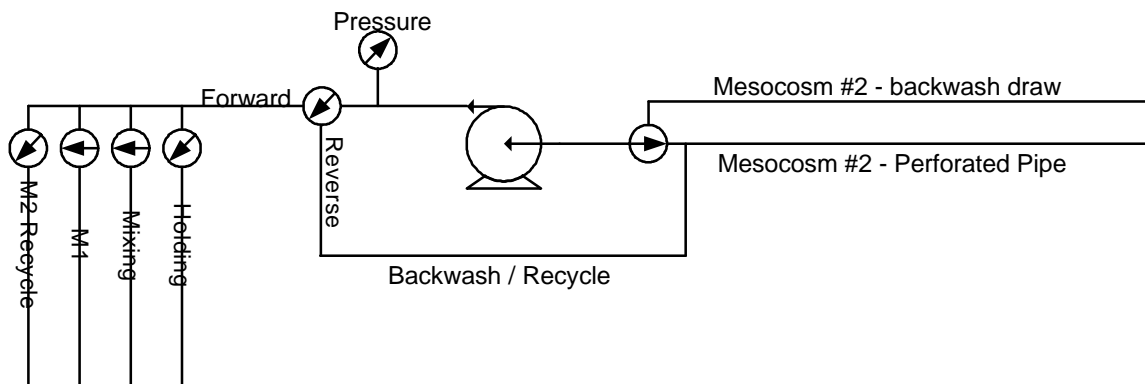 Pressure
Forward
Mesocosm #2 - backwash draw
Mesocosm #2 - Perforated Pipe
Reverse
M2 Recycle
M1
Mixing
Holding
Backwash / Recycle